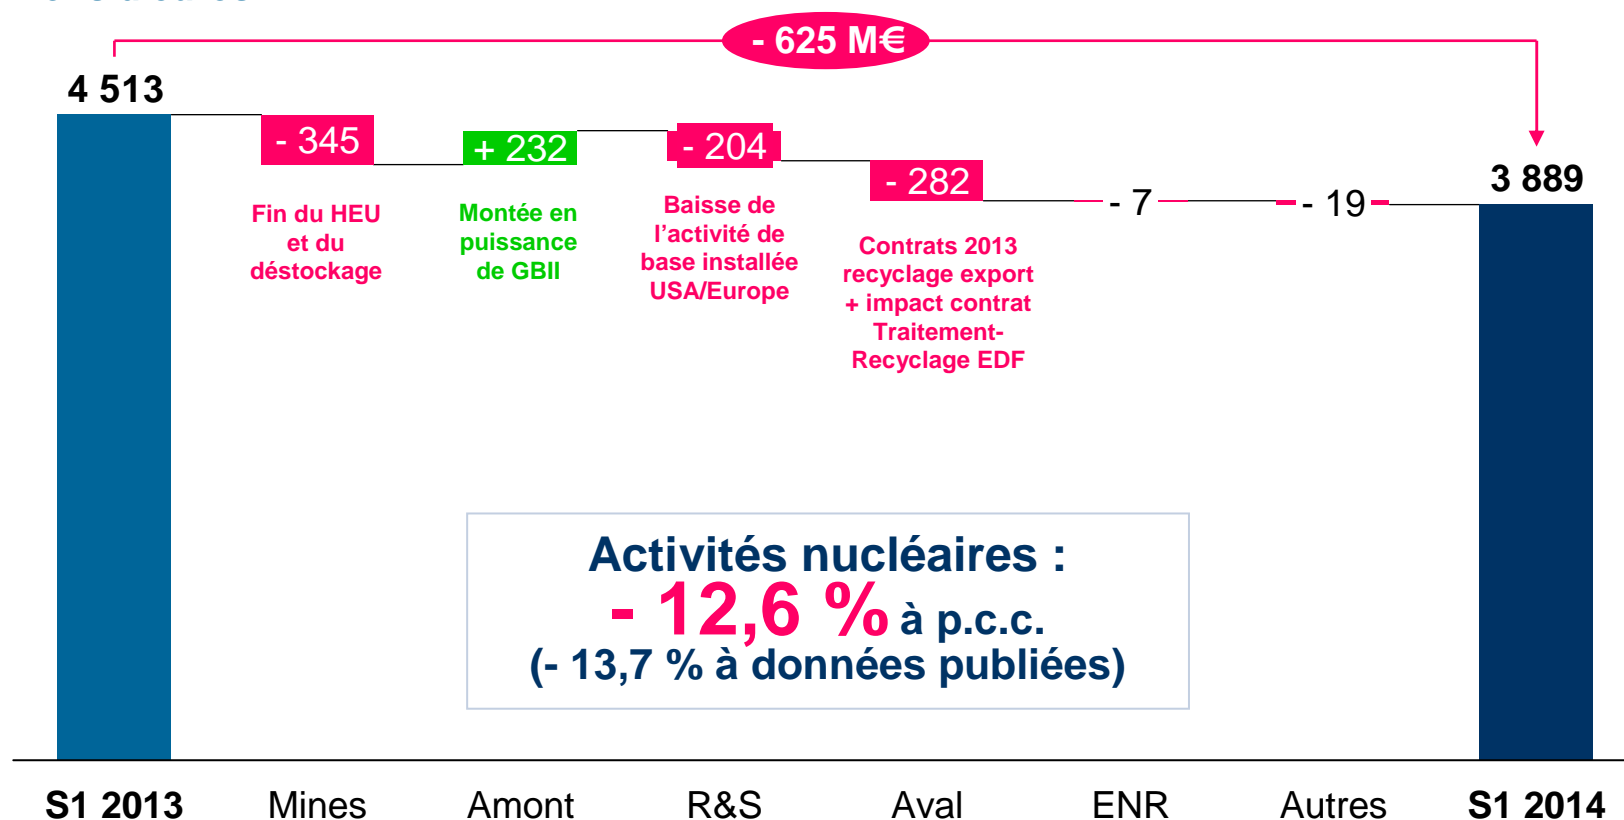 - 625 M€
4 513
- 345
+ 232
- 204
- 282
- 7
- 19
3 889
Fin du HEU
et du
déstockage
Montée en
puissance
de GBII
Baisse de
l'activité de
base installée
USA/Europe
Contrats 2013
recyclage export
+ impact contrat
Traitement-
Recyclage EDF
Activités nucléaires :
- 12,6 % à p.c.c.
(- 13,7 % à données publiées)
S1 2013 Mines Amont R&S Aval ENR Autres S1 2014